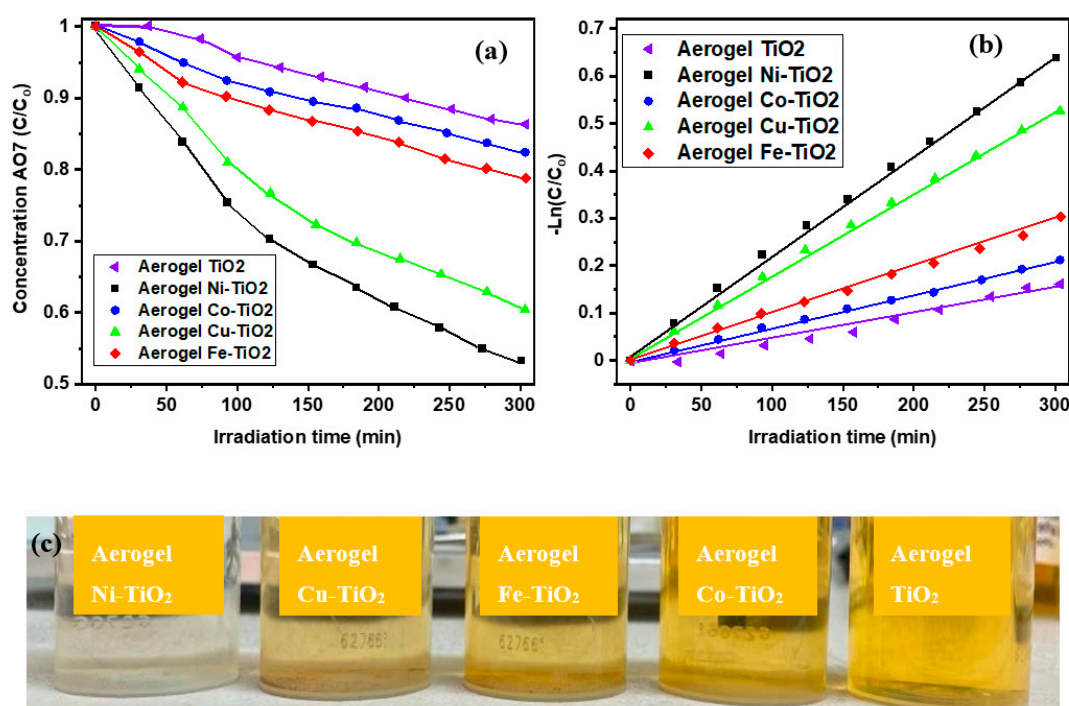 (a)
Concentration AO7 (C/C₀)
1
0.9
0.8
0.7
0.6
0.5
Aerogel TiO2
Aerogel Ni-TiO2
Aerogel Co-TiO2
Aerogel Cu-TiO2
Aerogel Fe-TiO2
0 50 100 150 200 250 300
Irradiation time (min)
(b)
-Ln(C/C₀)
0.7
0.6
0.5
0.4
0.3
0.2
0.1
0
Aerogel TiO2
Aerogel Ni-TiO2
Aerogel Co-TiO2
Aerogel Cu-TiO2
Aerogel Fe-TiO2
0 50 100 150 200 250 300
Irradiation time (min)
(c)
Aerogel
Ni-TiO₂
Aerogel
Cu-TiO₂
62766
Aerogel
Fe-TiO₂
62766
Aerogel
Co-TiO₂
Aerogel
TiO₂